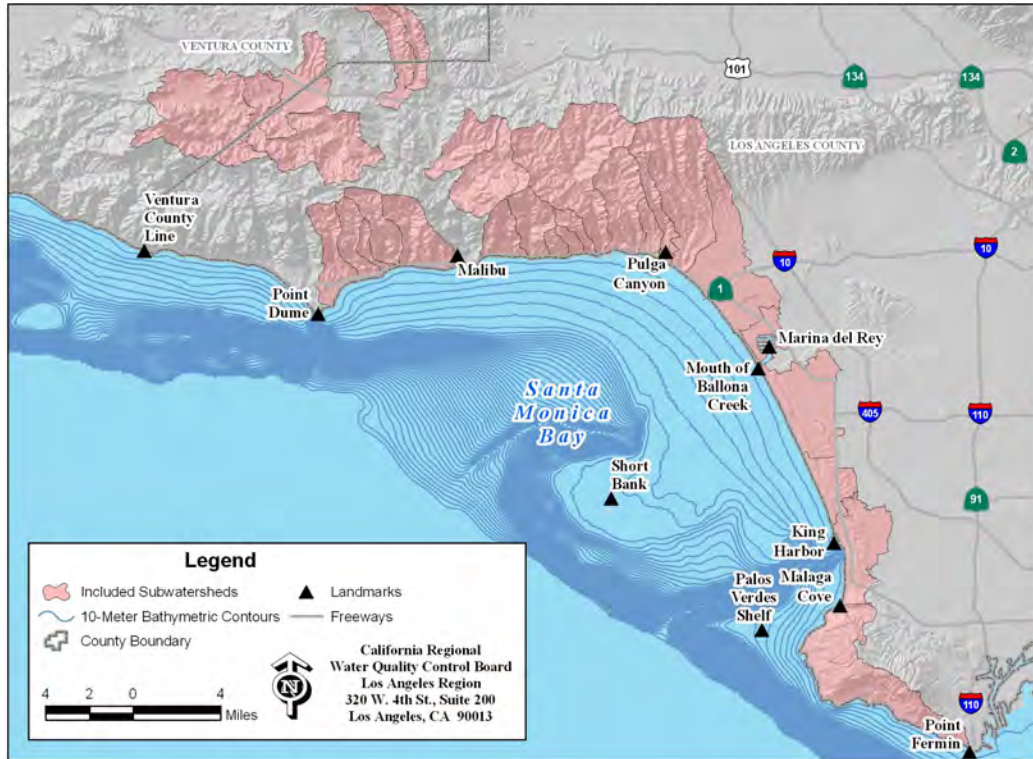 VENTURA COUNTY
101
134
134
LOS ANGELES COUNTY
2
Ventura
County
Line
Malibu
Pulga
Canyon
10
10
Point
Dume
1
Marina del Rey
Mouth of
Ballona
Creek
Santa
Monica
Bay
405
110
Short
Bank
91
King
Harbor
Palos
Verdes
Shelf
Malaga
Cove
110
Point
Fermin
Legend
Included Subwatersheds
Landmarks
10-Meter Bathymetric Contours
Freeways
County Boundary
N
California Regional
Water Quality Control Board
Los Angeles Region
320 W. 4th St., Suite 200
Los Angeles, CA 90013
4 2 0 4
Miles